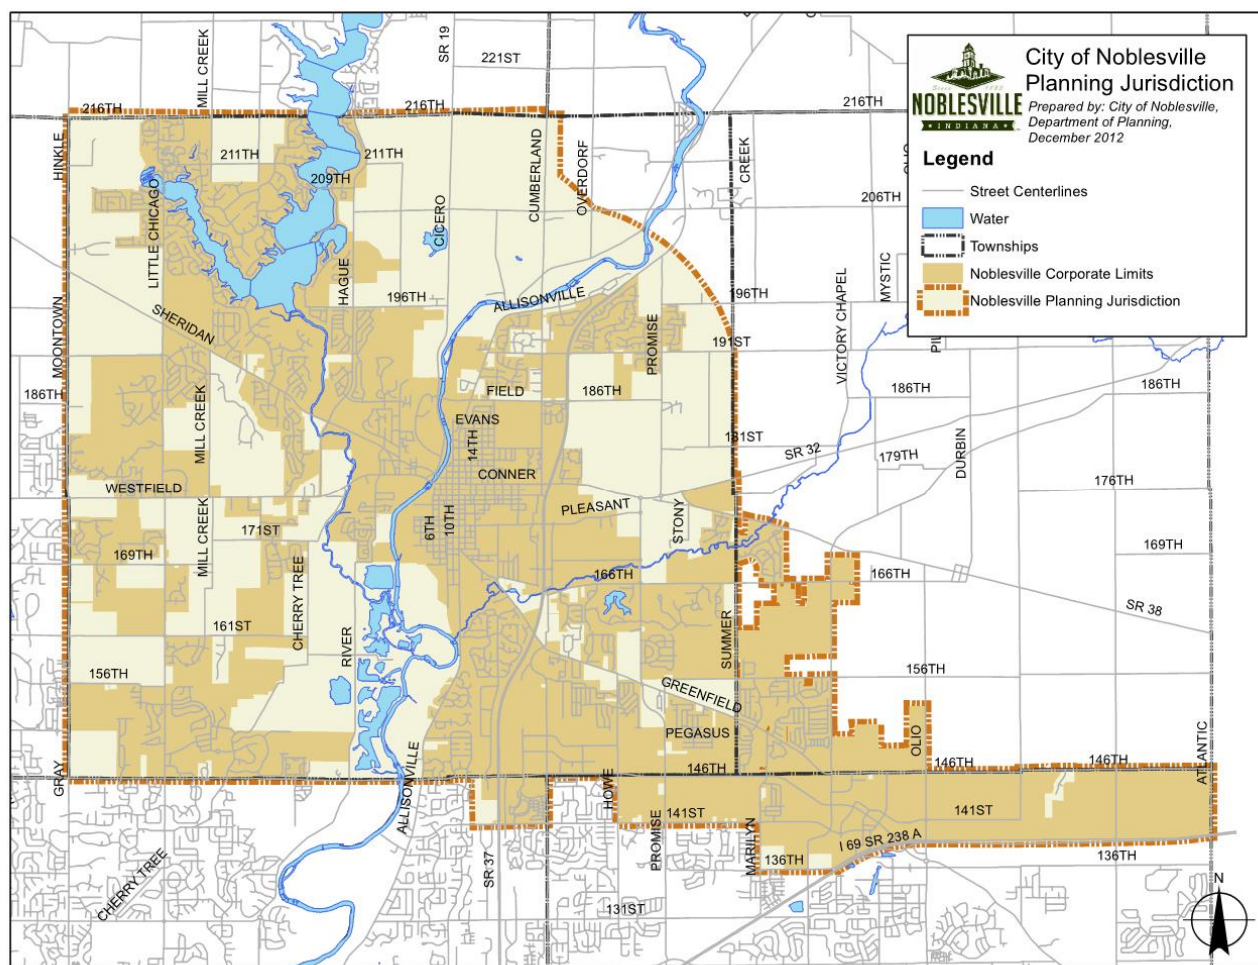 SR 19
MILL CREEK
221ST
216TH
216TH
216TH
HINKLE
211TH
211TH
209TH
LITTLE CHICAGO
CICERO
CUMBERLAND
OVERDORF
CREEK
206TH
MYSTIC
HAGUE
196TH
ALLISONVILLE
196TH
VICTORY CHAPEL
SHERIDAN
MOONTOWN
PROMISE
191ST
186TH
MILL CREEK
FIELD
186TH
186TH
186TH
EVANS
14TH
181ST
SR 32
179TH
DURBIN
CONNER
WESTFIELD
176TH
PLEASANT
STONY
MILL CREEK
171ST
6TH
10TH
169TH
169TH
166TH
166TH
CHERRY TREE
SR 38
161ST
RIVER
SUMMER
156TH
156TH
GREENFIELD
PEGASUS
OLIO
146TH
146TH
146TH
ATLANTIC
GRAY
ALLISONVILLE
HOWE
141ST
141ST
PROMISE
MARILYN
I 69 SR 238 A
136TH
136TH
SR 37
CHERRY TREE
131ST
N
Since 1823
NOBLESVILLE
INDIANA
City of Noblesville
Planning Jurisdiction
Prepared by: City of Noblesville,
Department of Planning,
December 2012
Legend
Street Centerlines
Water
Townships
Noblesville Corporate Limits
Noblesville Planning Jurisdiction